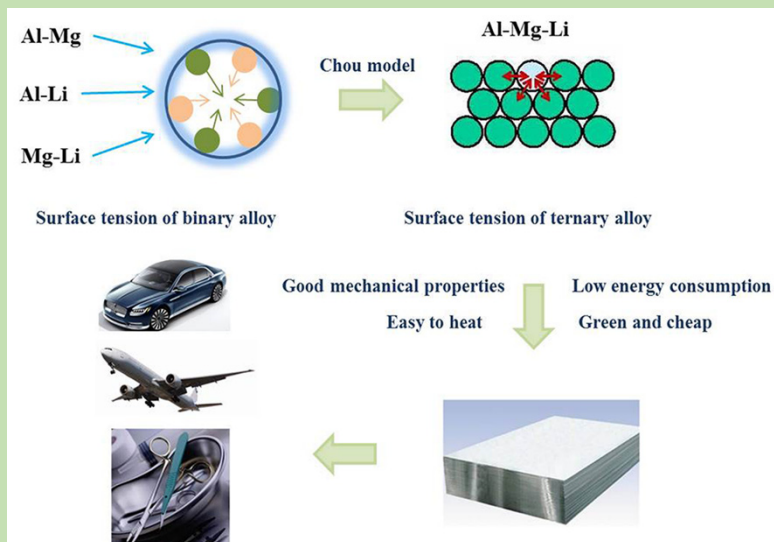 Al-Mg
Al-Li
Mg-Li
Chou model
Al-Mg-Li
Surface tension of binary alloy
Surface tension of ternary alloy
Good mechanical properties
Low energy consumption
Easy to heat
Green and cheap